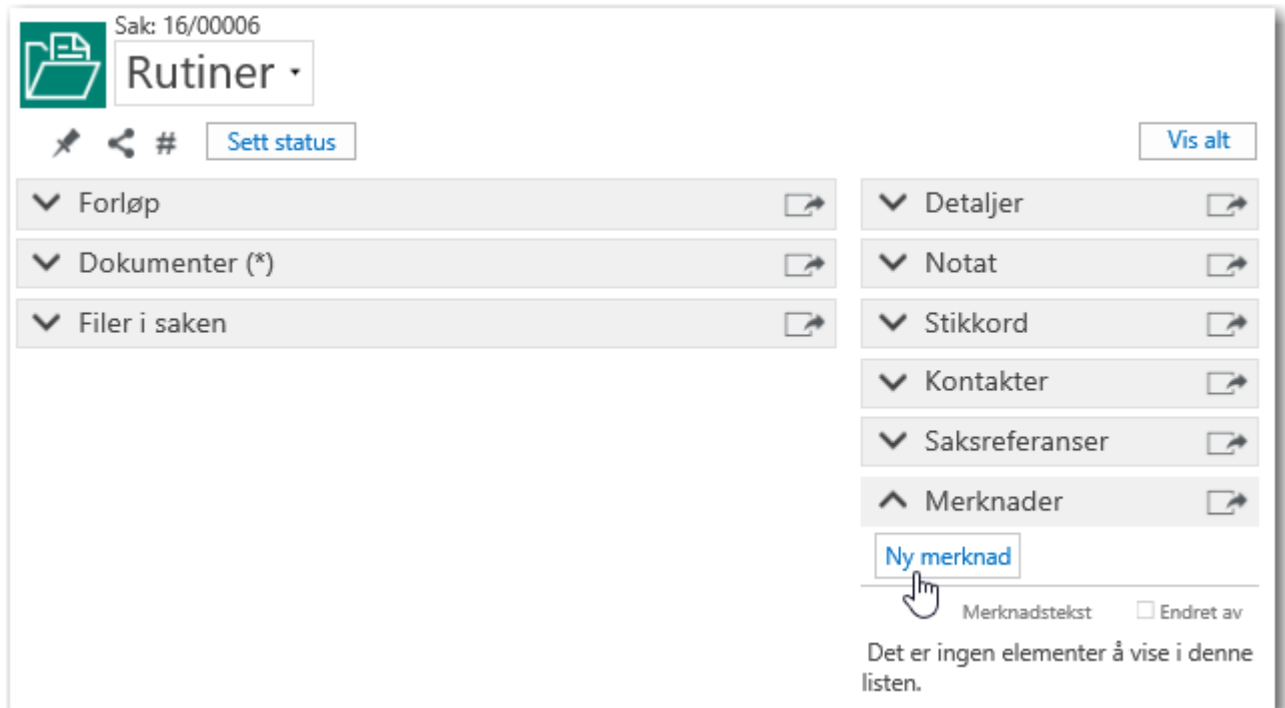 Sak: 16/00006
Rutiner
# Sett status
Vis alt
Forløp
Dokumenter (*)
Filer i saken
Detaljer
Notat
Stikkord
Kontakter
Saksreferanser
Merknader
Ny merknad
Merknadstekst Endret av
Det er ingen elementer å vise i denne
listen.